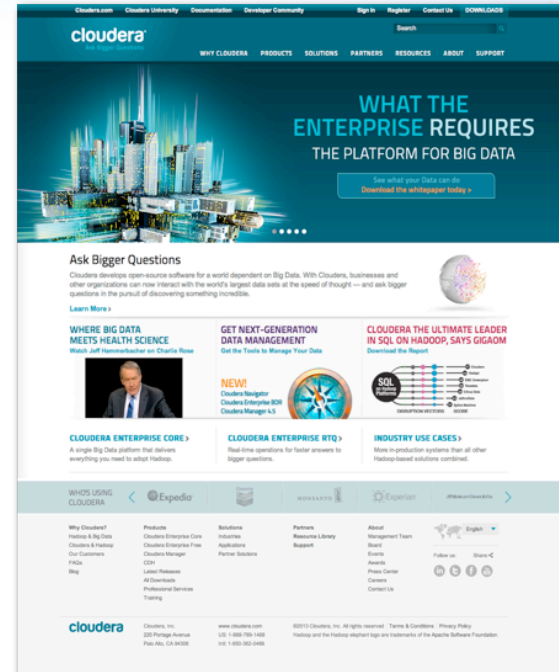 Cloudera.com Cloudera University Documentation Developer Community Sign In Register Contact Us DOWNLOADS
cloudera
Ask Bigger Questions
Search
WHY CLOUDERA PRODUCTS SOLUTIONS PARTNERS RESOURCES ABOUT SUPPORT
WHAT THE
ENTERPRISE REQUIRES
THE PLATFORM FOR BIG DATA
See what your Data can do
Download the whitepaper today »
Ask Bigger Questions
Cloudera develops open-source software for a world dependent on Big Data. With Cloudera, businesses and
other organizations can now interact with the world's largest data sets at the speed of thought — and ask bigger
questions in the pursuit of discovering something incredible.
Learn More ›
WHERE BIG DATA
MEETS HEALTH SCIENCE
Watch Jeff Hammerbacher on Charlie Rose
GET NEXT-GENERATION
DATA MANAGEMENT
Get the Tools to Manage Your Data
NEW!
Cloudera Navigator
Cloudera Enterprise BDR
Cloudera Manager 4.5
CLOUDERA THE ULTIMATE LEADER
IN SQL ON HADOOP, SAYS GIGAOM
Download the Report
SQL
DISRUPTION VECTORS SCORE
CLOUDERA ENTERPRISE CORE ›
A single Big Data platform that delivers
everything you need to adopt Hadoop.
CLOUDERA ENTERPRISE RTQ ›
Real-time operations for faster answers to
bigger questions.
INDUSTRY USE CASES ›
More in-production systems than all other
Hadoop-based solutions combined.
WHO'S USING
CLOUDERA
Expedia
MONSANTO
Experian
Why Cloudera?
Hadoop & Big Data
Cloudera & Hadoop
Our Customers
FAQs
Blog
Products
Cloudera Enterprise Core
Cloudera Enterprise Free
Cloudera Manager
CDH
Latest Releases
All Downloads
Professional Services
Training
Solutions
Industries
Applications
Partner Solutions
Partners
Resource Library
Support
About
Management Team
Board
Events
Awards
Press Center
Careers
Contact Us
English
Follow us: Share
cloudera
Cloudera, Inc.
220 Portage Avenue
Palo Alto, CA 94306
www.cloudera.com
US: 1-888-789-1488
Intl: 1-650-362-0488
©2013 Cloudera, Inc. All rights reserved | Terms & Conditions | Privacy Policy
Hadoop and the Hadoop elephant logo are trademarks of the Apache Software Foundation.